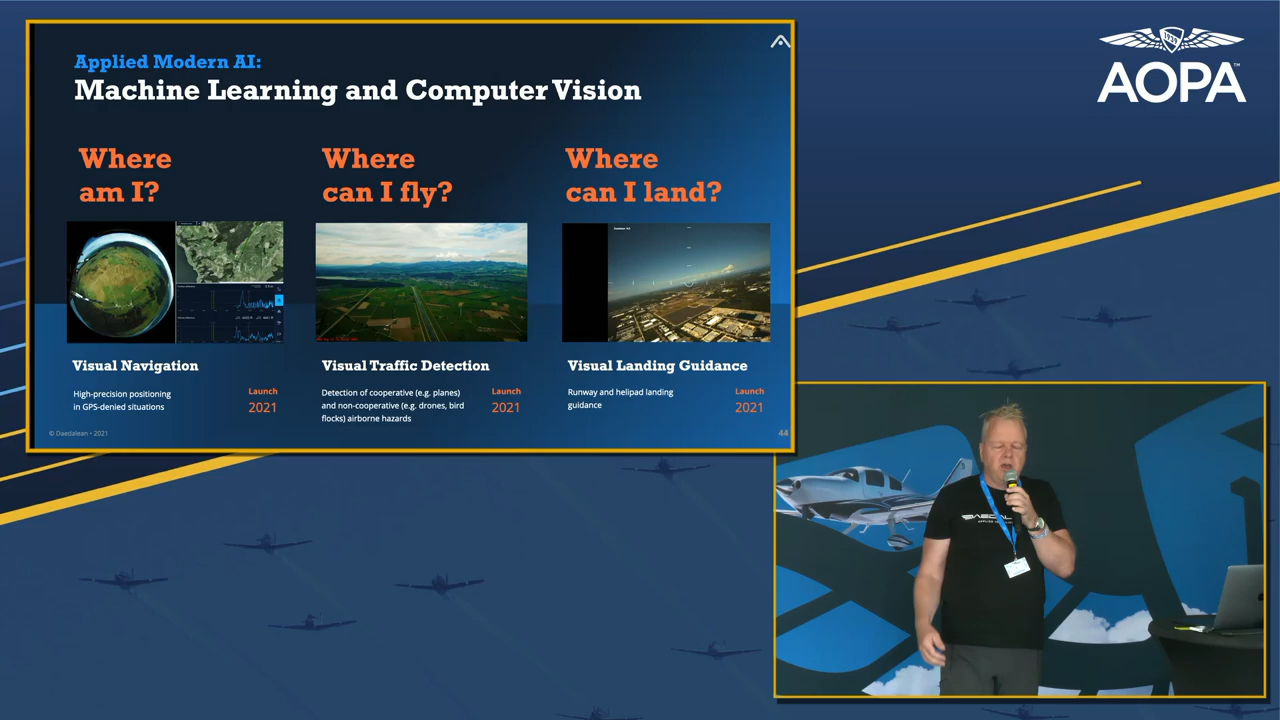 Applied Modern AI:
Machine Learning and Computer Vision
Where
am I?
Where
can I fly?
Where
can I land?
Visual Navigation
High-precision positioning
in GPS-denied situations
Launch
2021
Visual Traffic Detection
Detection of cooperative (e.g. planes)
and non-cooperative (e.g. drones, bird
flocks) airborne hazards
Launch
2021
Visual Landing Guidance
Runway and helipad landing
guidance
Launch
2021
© Daedalean • 2021
44
AOPA™